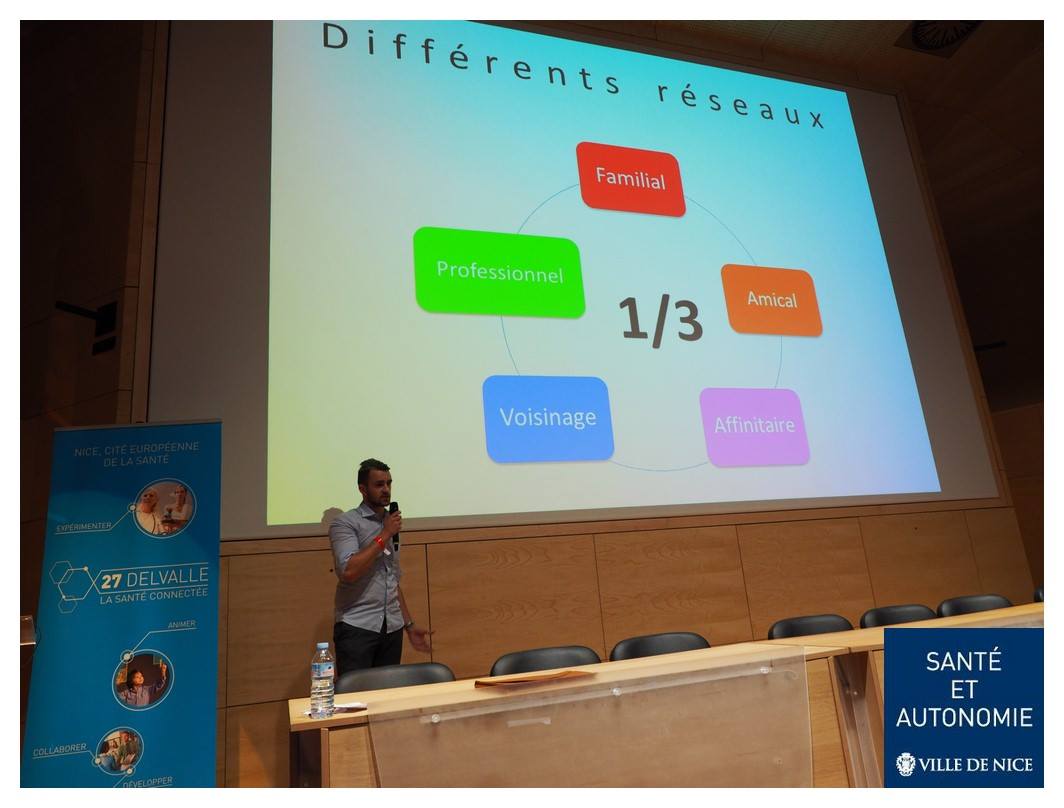 Différents réseaux
Familial
Professionnel
Amical
1/3
Voisinage
Affinitaire
NICE, CITÉ EUROPÉENNE
DE LA SANTÉ
EXPÉRIMENTER
27 DELVALLE
LA SANTÉ CONNECTÉE
ANIMER
COLLABORER
DÉVELOPPER
SANTÉ
ET
AUTONOMIE
VILLE DE NICE